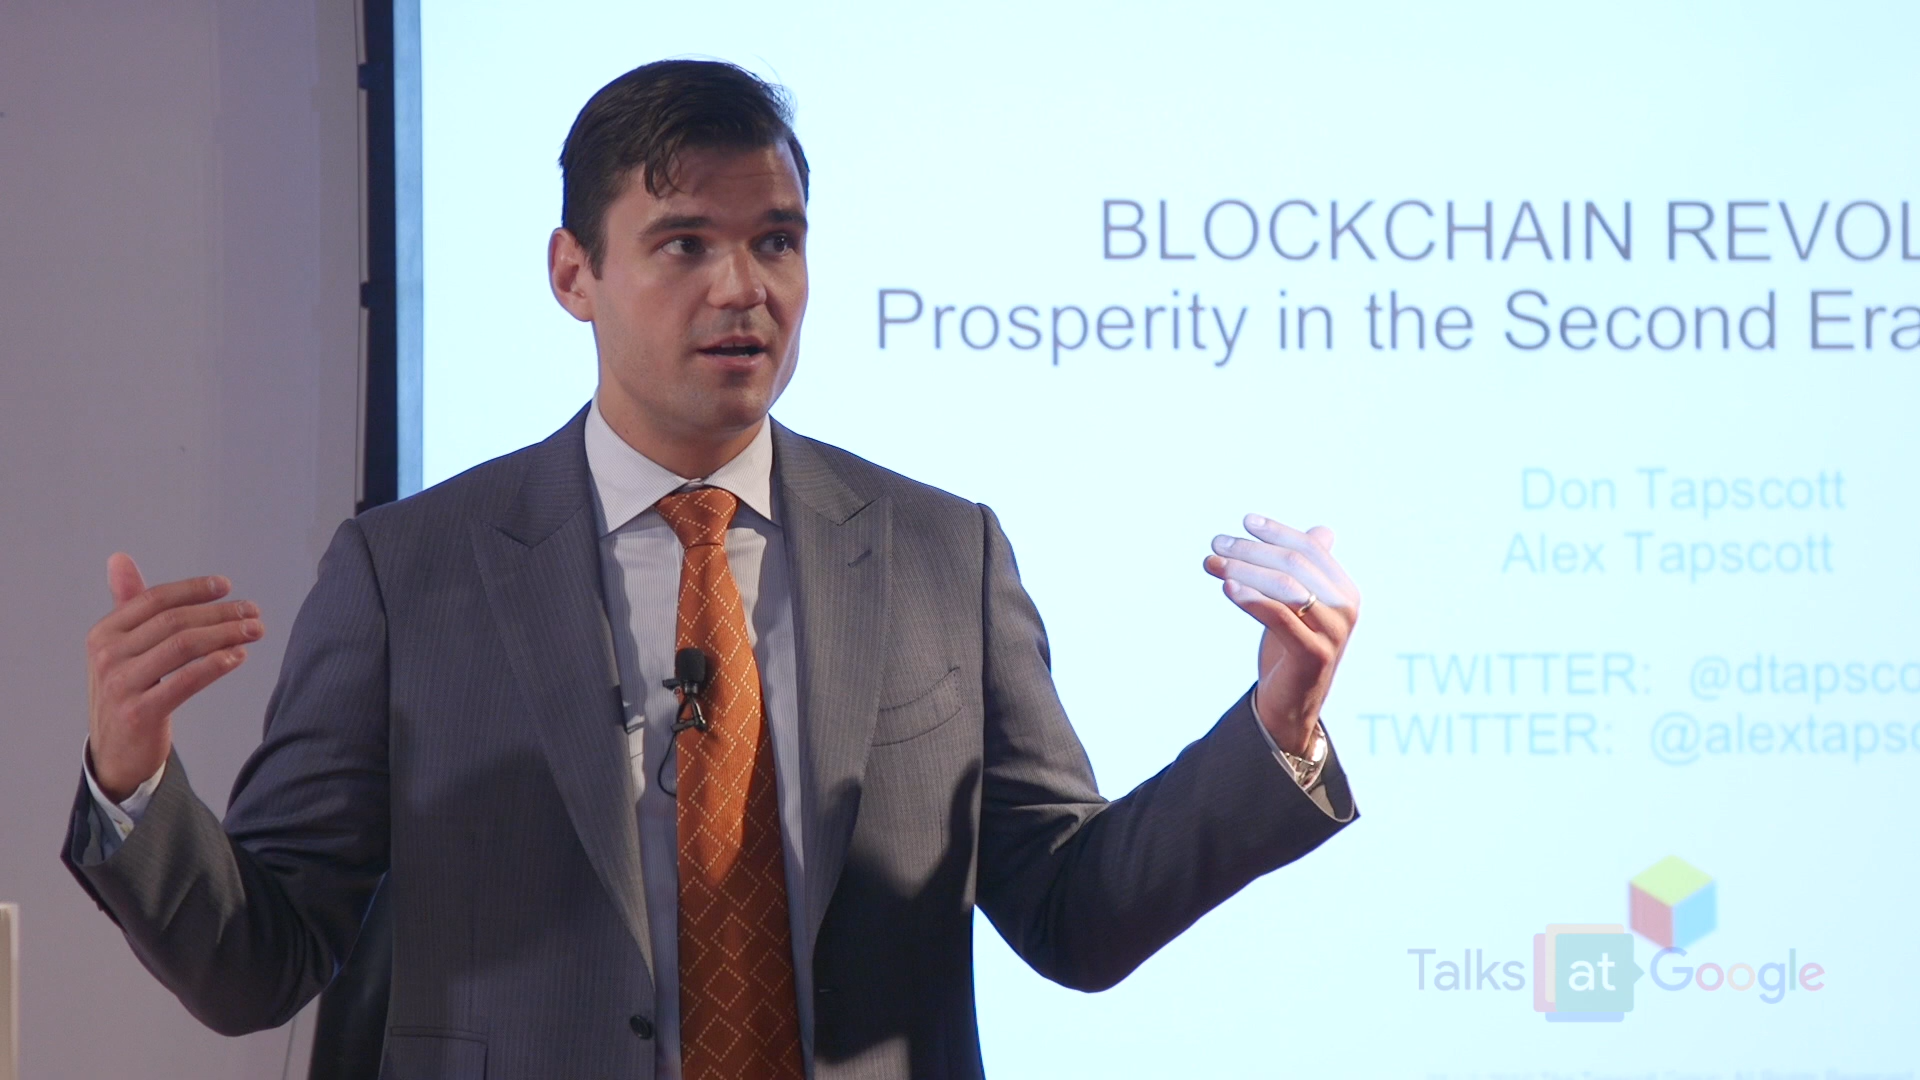 BLOCKCHAIN REVOL
Prosperity in the Second Era
Don Tapscott
Alex Tapscott
TWITTER: @dtapsco
TWITTER: @alextapsc
Talks at Google